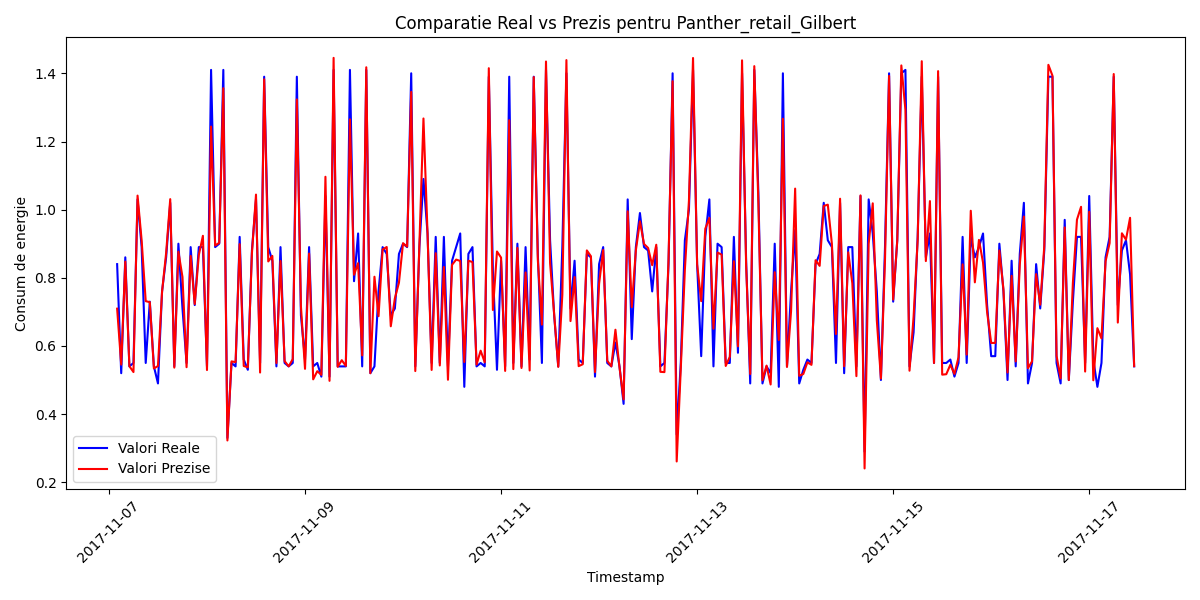 Comparatie Real vs Prezis pentru Panther_retail_Gilbert
Consum de energie
1.4
1.2
1.0
0.8
0.6
0.4
0.2
Valori Reale
Valori Prezise
2017-11-07
2017-11-09
2017-11-11
2017-11-13
2017-11-15
2017-11-17
Timestamp